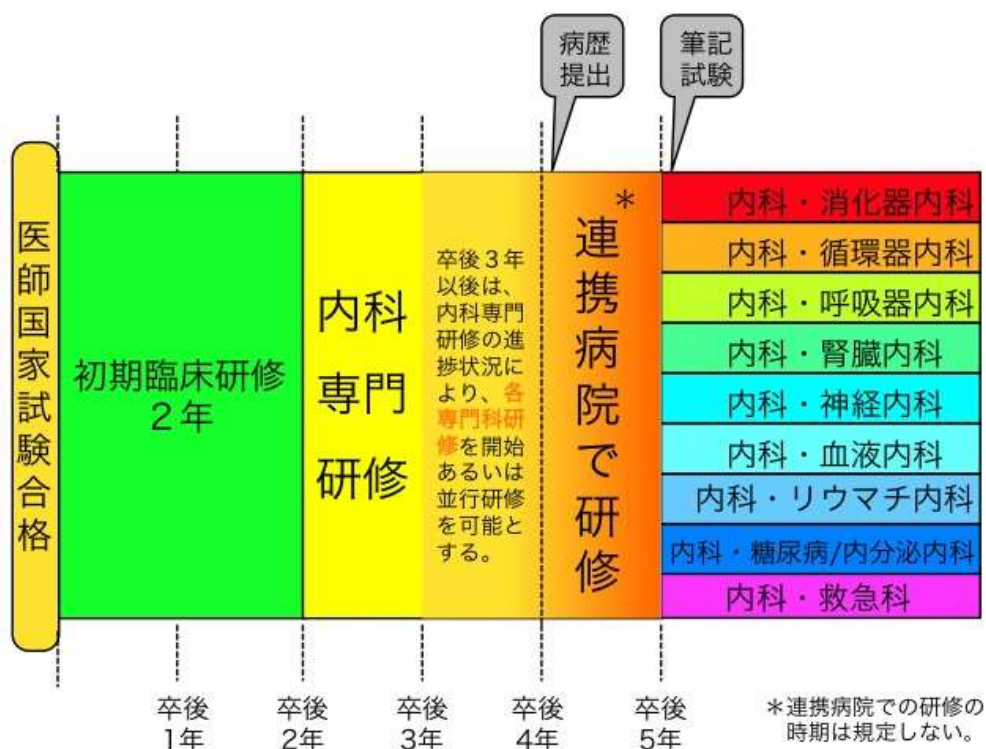 病歴
提出
筆記
試験
医師国家試験合格
初期臨床研修
２年
内科
専門
研修
卒後３年
以後は、
内科専門
研修の進
捗状況に
より、各
専門科研
修を開始
あるいは
並行研修
を可能と
する。
＊
連携病院で研修
内科・消化器内科
内科・循環器内科
内科・呼吸器内科
内科・腎臓内科
内科・神経内科
内科・血液内科
内科・リウマチ内科
内科・糖尿病/内分泌内科
内科・救急科
卒後
1年
卒後
2年
卒後
3年
卒後
4年
卒後
5年
＊連携病院での研修の
時期は規定しない。